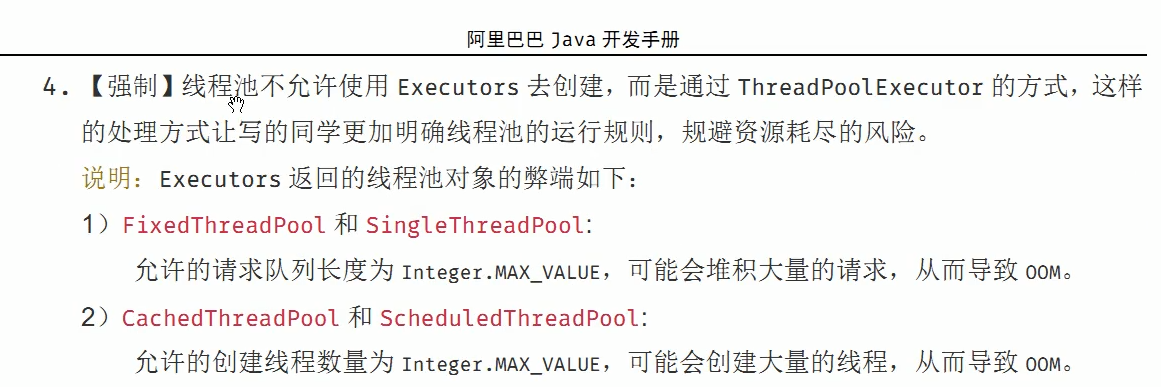 阿里巴巴 Java 开发手册
4. 【强制】线程池不允许使用 Executors 去创建，而是通过 ThreadPoolExecutor 的方式，这样
的处理方式让写的同学更加明确线程池的运行规则，规避资源耗尽的风险。
说明：Executors 返回的线程池对象的弊端如下：
1）FixedThreadPool 和 SingleThreadPool:
允许的请求队列长度为 Integer.MAX_VALUE，可能会堆积大量的请求，从而导致 OOM。
2）CachedThreadPool 和 ScheduledThreadPool:
允许的创建线程数量为 Integer.MAX_VALUE，可能会创建大量的线程，从而导致 OOM。